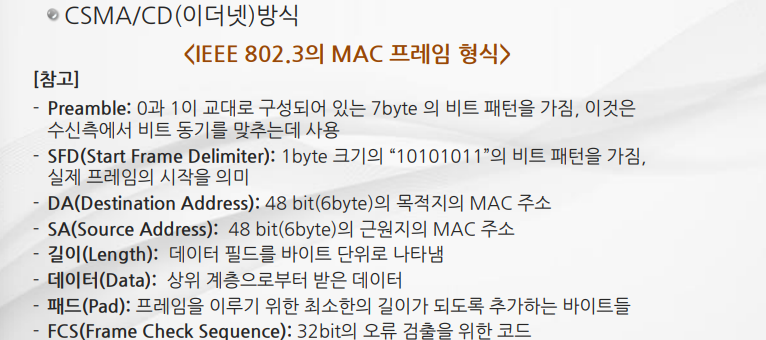 CSMA/CD(이더넷)방식
<IEEE 802.3의 MAC 프레임 형식>
[참고]
- Preamble: 0과 1이 교대로 구성되어 있는 7byte 의 비트 패턴을 가짐, 이것은
수신측에서 비트 동기를 맞추는데 사용
- SFD(Start Frame Delimiter): 1byte 크기의 “10101011”의 비트 패턴을 가짐,
실제 프레임의 시작을 의미
- DA(Destination Address): 48 bit(6byte)의 목적지의 MAC 주소
- SA(Source Address):  48 bit(6byte)의 근원지의 MAC 주소
- 길이(Length):  데이터 필드를 바이트 단위로 나타냄
- 데이터(Data):  상위 계층으로부터 받은 데이터
- 패드(Pad): 프레임을 이루기 위한 최소한의 길이가 되도록 추가하는 바이트들
- FCS(Frame Check Sequence): 32bit의 오류 검출을 위한 코드